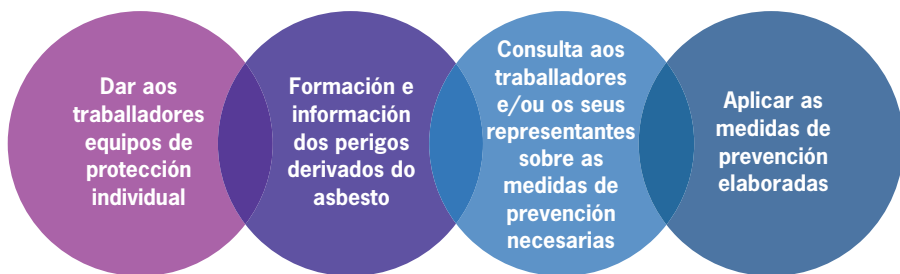 Dar aos
traballadores
equipos de
protección
individual
Formación e
información
dos perigos
derivados do
asbesto
Consulta aos
traballadores
e/ou os seus
representantes
sobre as
medidas de
prevención
necesarias
Aplicar as
medidas de
prevención
elaboradas